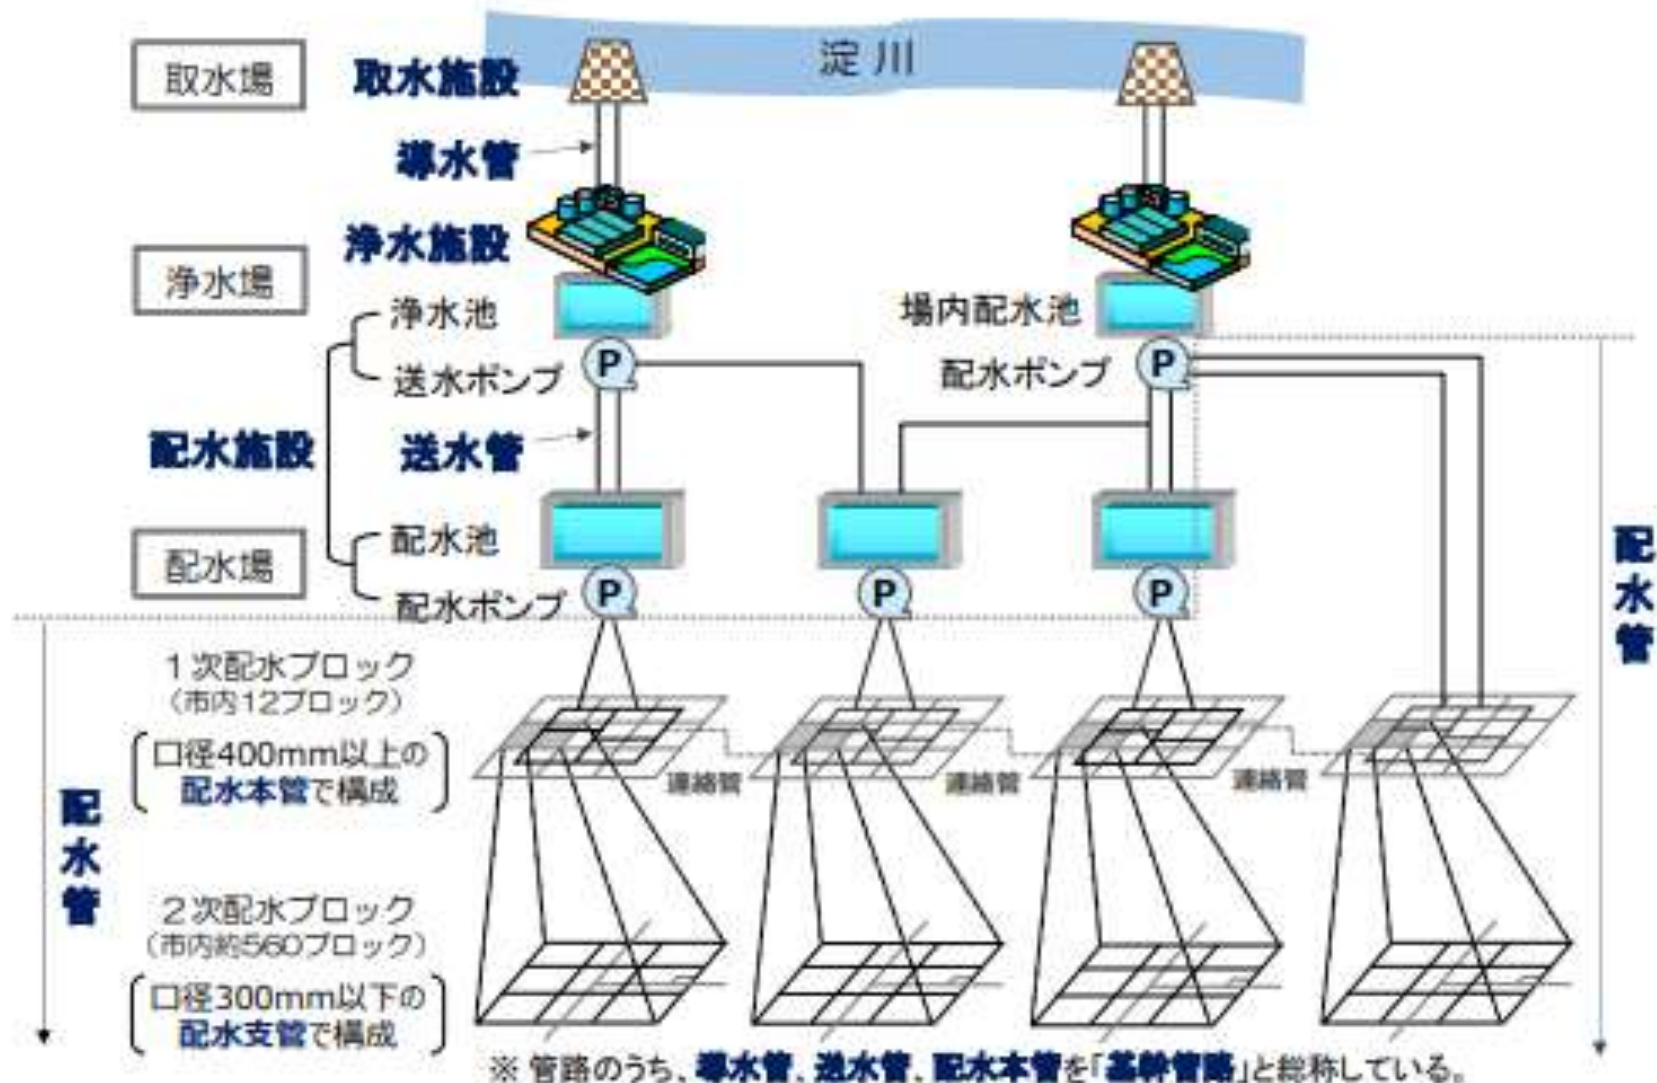 淀川
取水場
取水施設
導水管
浄水施設
浄水場
浄水池
場内配水池
送水ポンプ
P
配水ポンプ
P
配水施設
送水管
配水池
配水場
配水ポンプ
P
P
P
配水管
1次配水ブロック
(市内12ブロック)
口径400mm以上の
配水本管で構成
連絡管
連絡管
連絡管
配水管
2次配水ブロック
(市内約560ブロック)
口径300mm以下の
配水支管で構成
※ 管路のうち、導水管、送水管、配水本管を「基幹管路」と総称している。